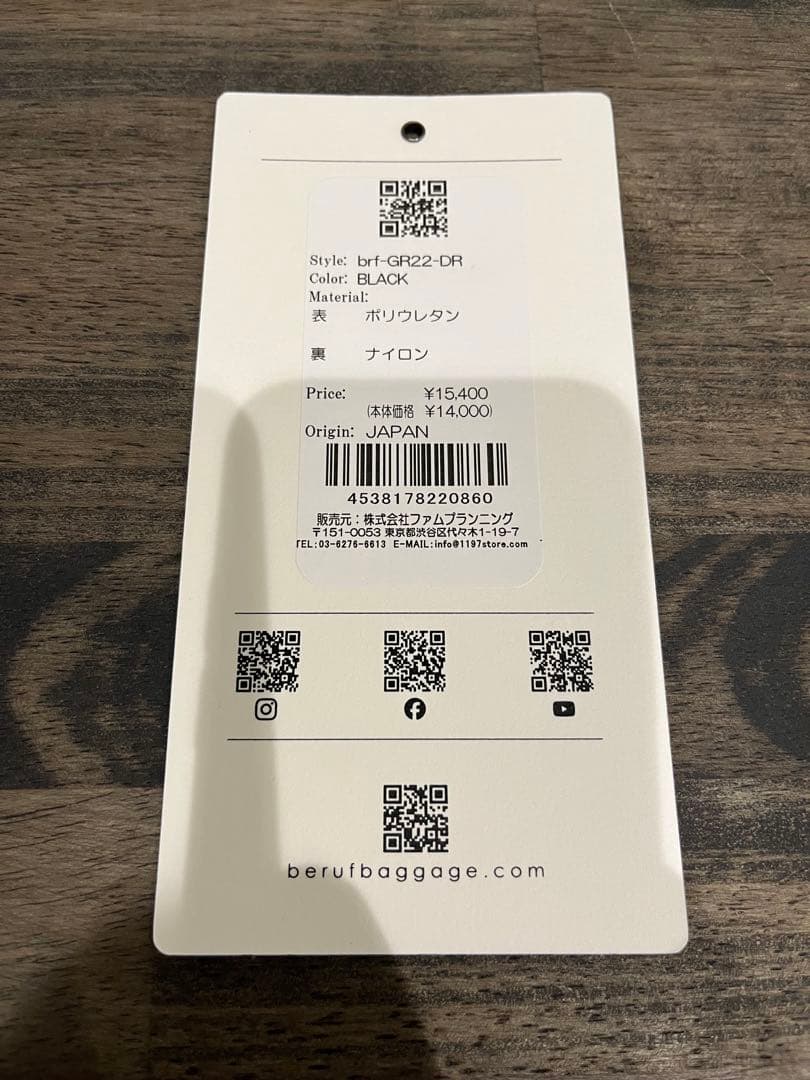 Style: brf-GR22-DR
Color: BLACK
Material:
表 ポリウレタン
裏 ナイロン
Price: ¥15,400
(本体価格 ¥14,000)
Origin: JAPAN
4538178220860
販売元：株式会社ファムプランニング
〒151-0053 東京都渋谷区代々木1-19-7
TEL:03-6276-6613 E-MAIL:info@1197store.com
berufbaggage.com